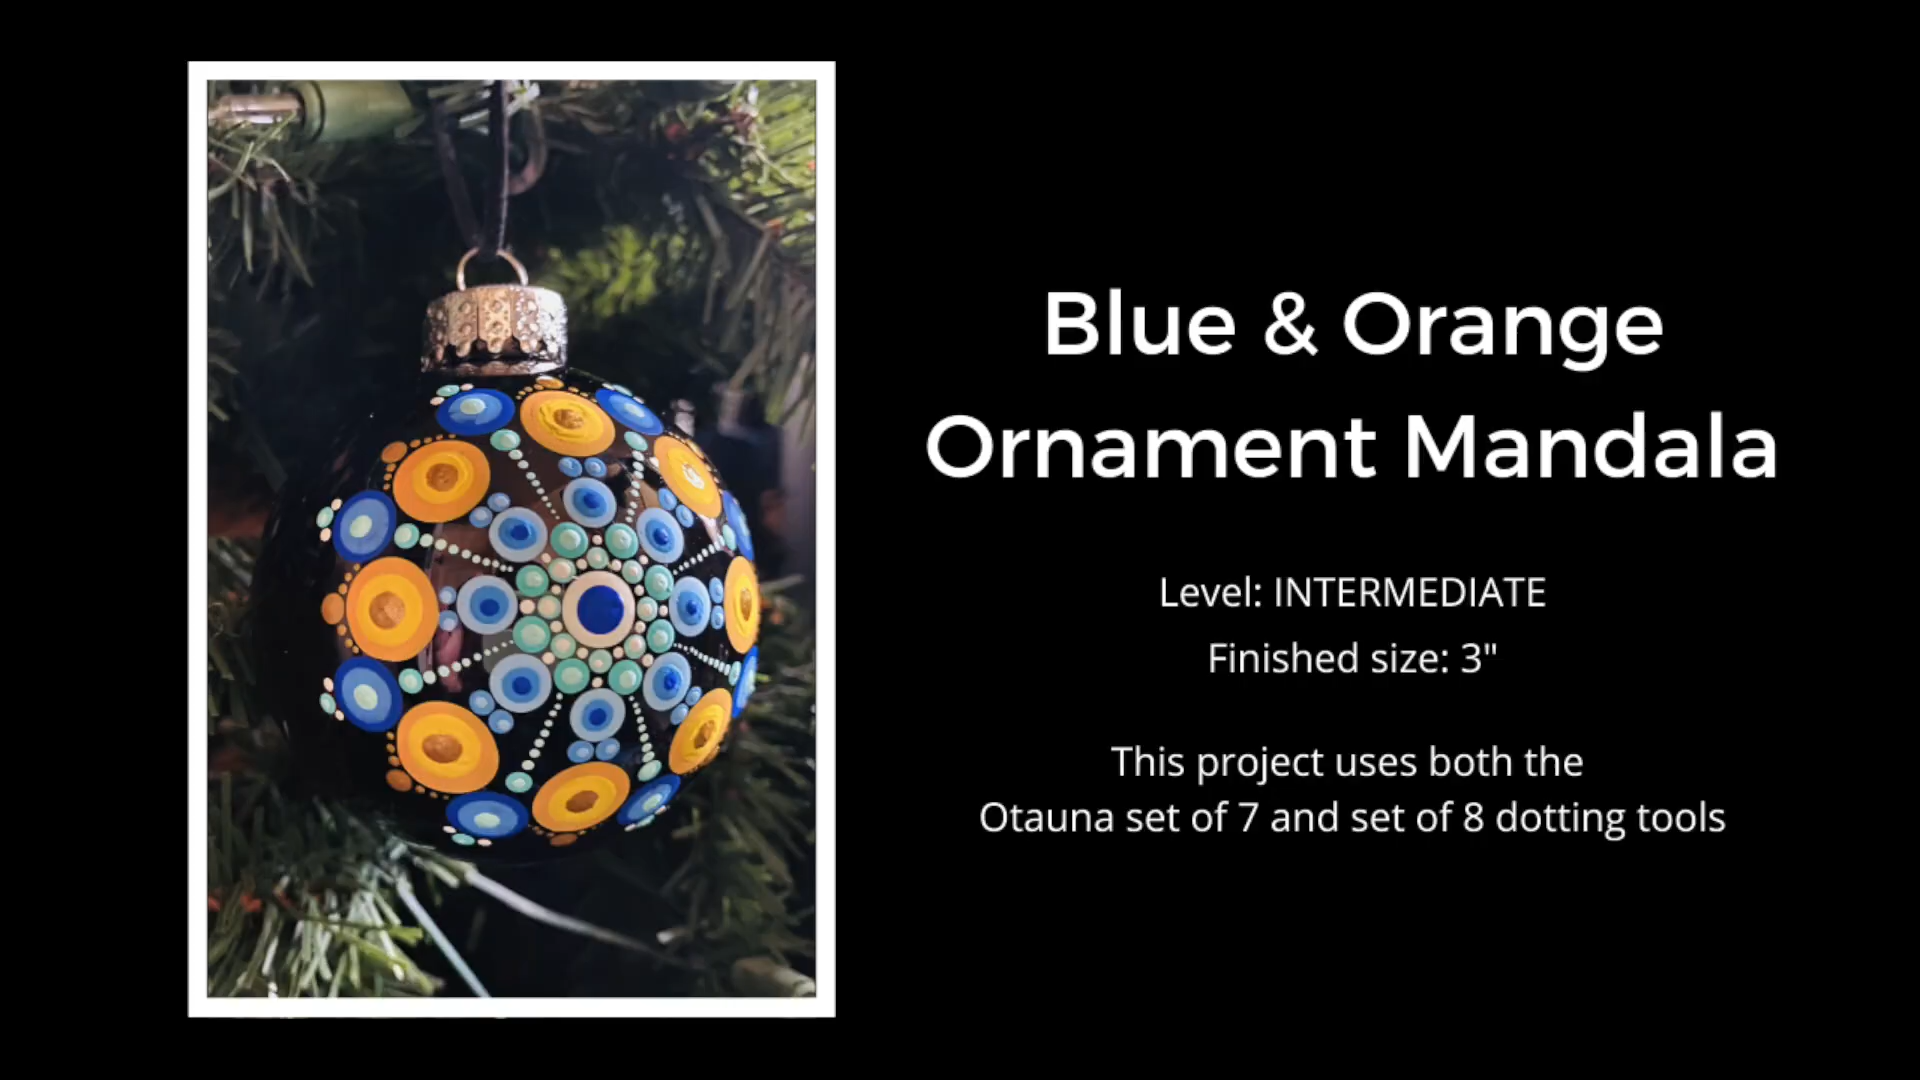 Blue & Orange
Ornament Mandala
Level: INTERMEDIATE
Finished size: 3"
This project uses both the
Otauna set of 7 and set of 8 dotting tools